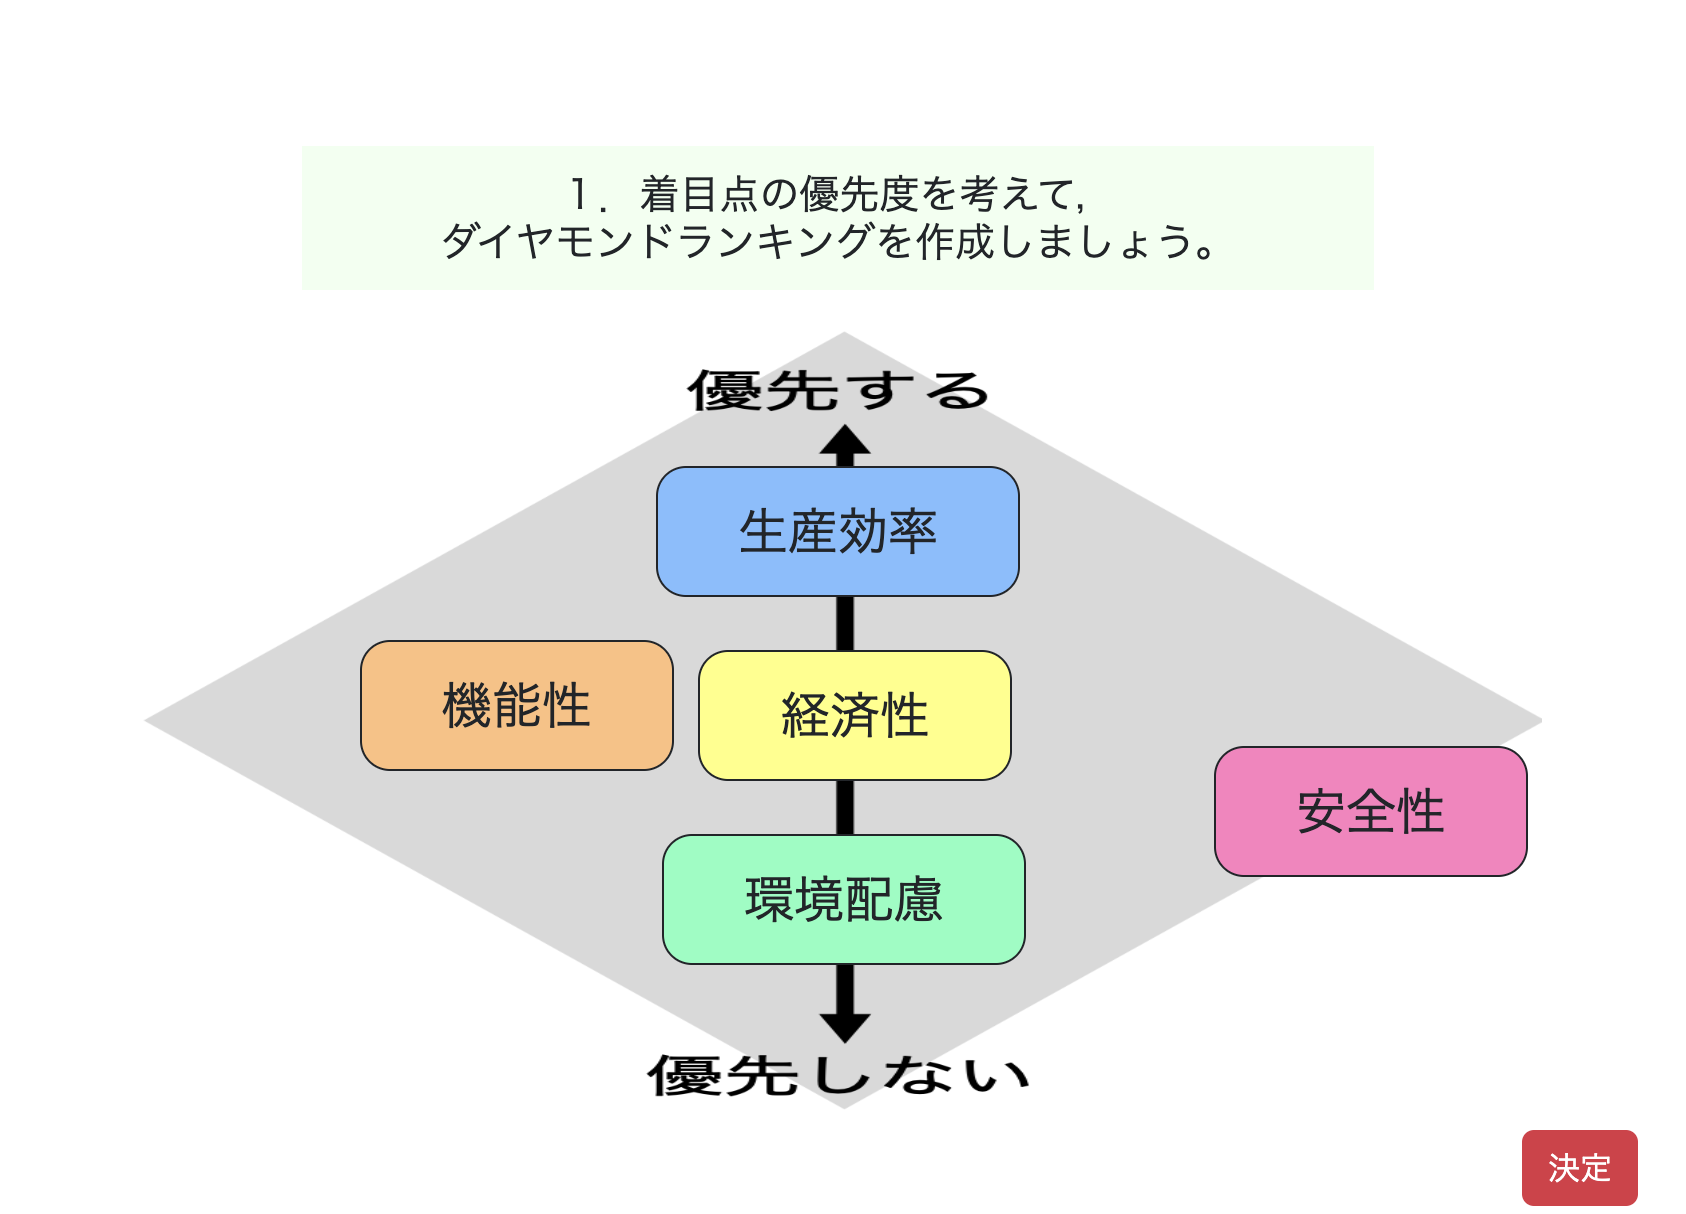 １．着目点の優先度を考えて,
ダイヤモンドランキングを作成しましょう。
優先する
生産効率
機能性
経済性
安全性
環境配慮
優先しない
決定